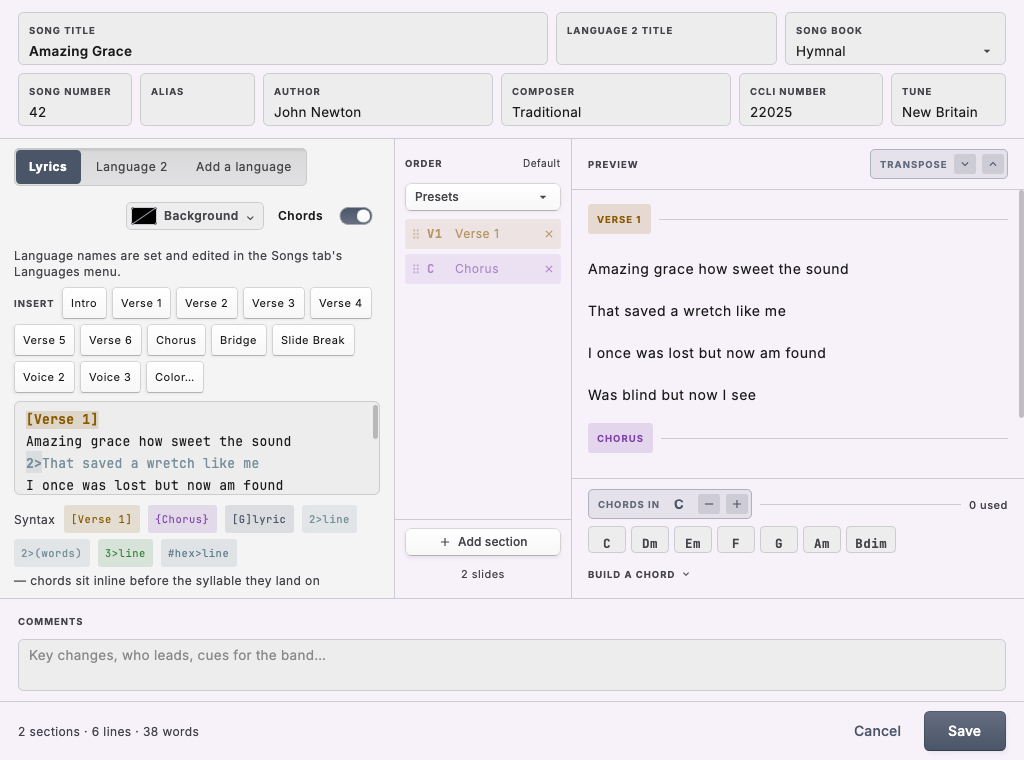 SONG TITLE
Amazing Grace
LANGUAGE 2 TITLE
SONG BOOK
Hymnal
SONG NUMBER
42
ALIAS
AUTHOR
John Newton
COMPOSER
Traditional
CCLI NUMBER
22025
TUNE
New Britain
Lyrics
Language 2
Add a language
Background
Chords
Language names are set and edited in the Songs tab's
Languages menu.
INSERT
Intro
Verse 1
Verse 2
Verse 3
Verse 4
Verse 5
Verse 6
Chorus
Bridge
Slide Break
Voice 2
Voice 3
Color...
[Verse 1]
Amazing grace how sweet the sound
2>That saved a wretch like me
I once was lost but now am found
Syntax
[Verse 1]
{Chorus}
[G]lyric
2>line
2>(words)
3>line
#hex>line
— chords sit inline before the syllable they land on
ORDER
Default
Presets
V1 Verse 1 ×
C Chorus ×
+ Add section
2 slides
PREVIEW
TRANSPOSE
VERSE 1
Amazing grace how sweet the sound
That saved a wretch like me
I once was lost but now am found
Was blind but now I see
CHORUS
CHORDS IN C − +
0 used
C
Dm
Em
F
G
Am
Bdim
BUILD A CHORD
COMMENTS
Key changes, who leads, cues for the band...
2 sections · 6 lines · 38 words
Cancel
Save